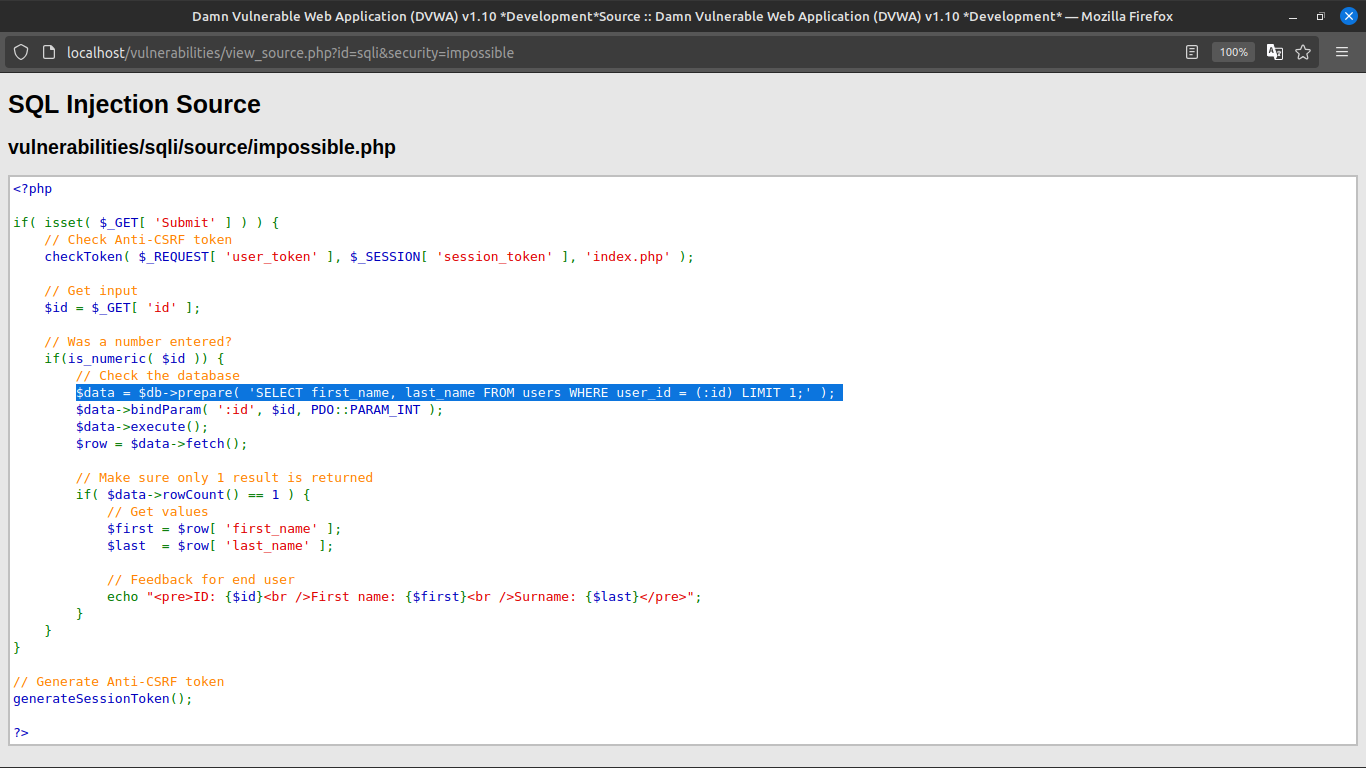 Damn Vulnerable Web Application (DVWA) v1.10 *Development*Source :: Damn Vulnerable Web Application (DVWA) v1.10 *Development* — Mozilla Firefox
localhost/vulnerabilities/view_source.php?id=sqli&security=impossible
100%
SQL Injection Source
vulnerabilities/sqli/source/impossible.php
<?php

if( isset( $_GET[ 'Submit' ] ) ) {
    // Check Anti-CSRF token
    checkToken( $_REQUEST[ 'user_token' ], $_SESSION[ 'session_token' ], 'index.php' );

    // Get input
    $id = $_GET[ 'id' ];

    // Was a number entered?
    if(is_numeric( $id )) {
        // Check the database
        $data = $db->prepare( 'SELECT first_name, last_name FROM users WHERE user_id = (:id) LIMIT 1;' );
        $data->bindParam( ':id', $id, PDO::PARAM_INT );
        $data->execute();
        $row = $data->fetch();

        // Make sure only 1 result is returned
        if( $data->rowCount() == 1 ) {
            // Get values
            $first = $row[ 'first_name' ];
            $last  = $row[ 'last_name' ];

            // Feedback for end user
            echo "<pre>ID: {$id}<br />First name: {$first}<br />Surname: {$last}</pre>";
        }
    }
}

// Generate Anti-CSRF token
generateSessionToken();

?>